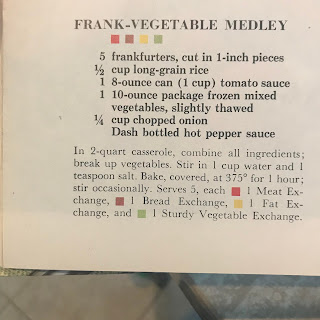 FRANK-VEGETABLE MEDLEY
5 frankfurters, cut in 1-inch pieces
½ cup long-grain rice
1 8-ounce can (1 cup) tomato sauce
1 10-ounce package frozen mixed
vegetables, slightly thawed
¼ cup chopped onion
Dash bottled hot pepper sauce
In 2-quart casserole, combine all ingredients;
break up vegetables. Stir in 1 cup water and 1
teaspoon salt. Bake, covered, at 375° for 1 hour;
stir occasionally. Serves 5, each 1 Meat Ex-
change, 1 Bread Exchange, 1 Fat Ex-
change, and 1 Sturdy Vegetable Exchange.